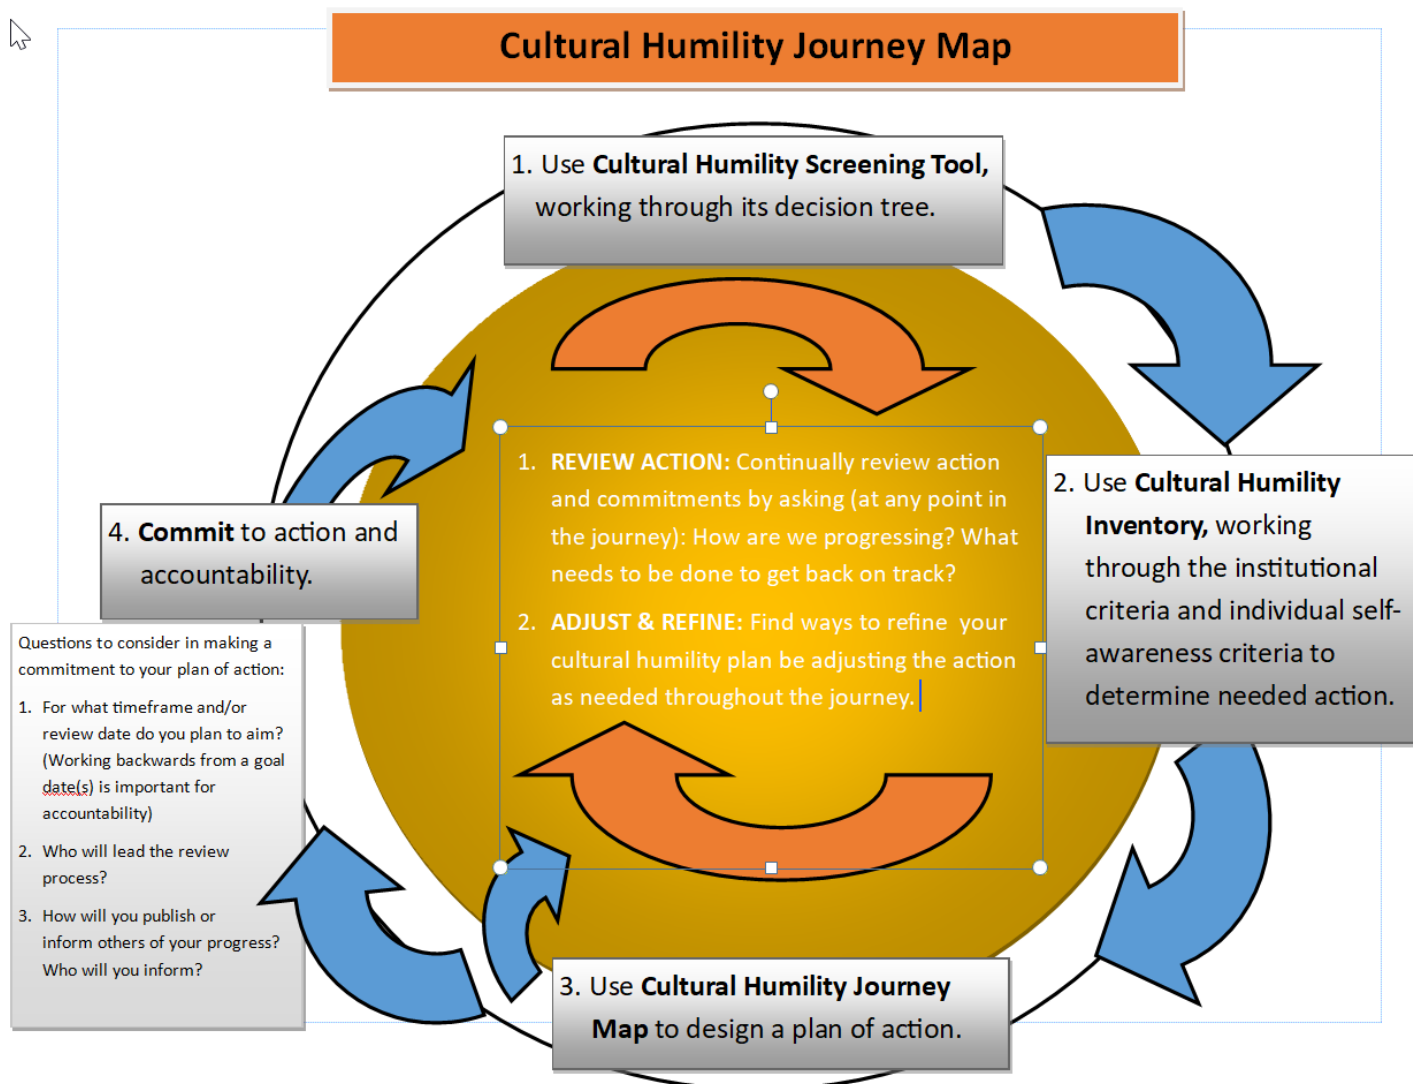 Cultural Humility Journey Map
1. Use Cultural Humility Screening Tool,
working through its decision tree.
2. Use Cultural Humility
Inventory, working
through the institutional
criteria and individual self-
awareness criteria to
determine needed action.
3. Use Cultural Humility Journey
Map to design a plan of action.
4. Commit to action and
accountability.
Questions to consider in making a
commitment to your plan of action:
1. For what timeframe and/or
review date do you plan to aim?
(Working backwards from a goal
date(s) is important for
accountability)
2. Who will lead the review
process?
3. How will you publish or
inform others of your progress?
Who will you inform?
1. REVIEW ACTION: Continually review action
and commitments by asking (at any point in
the journey): How are we progressing? What
needs to be done to get back on track?
2. ADJUST & REFINE: Find ways to refine your
cultural humility plan be adjusting the action
as needed throughout the journey.